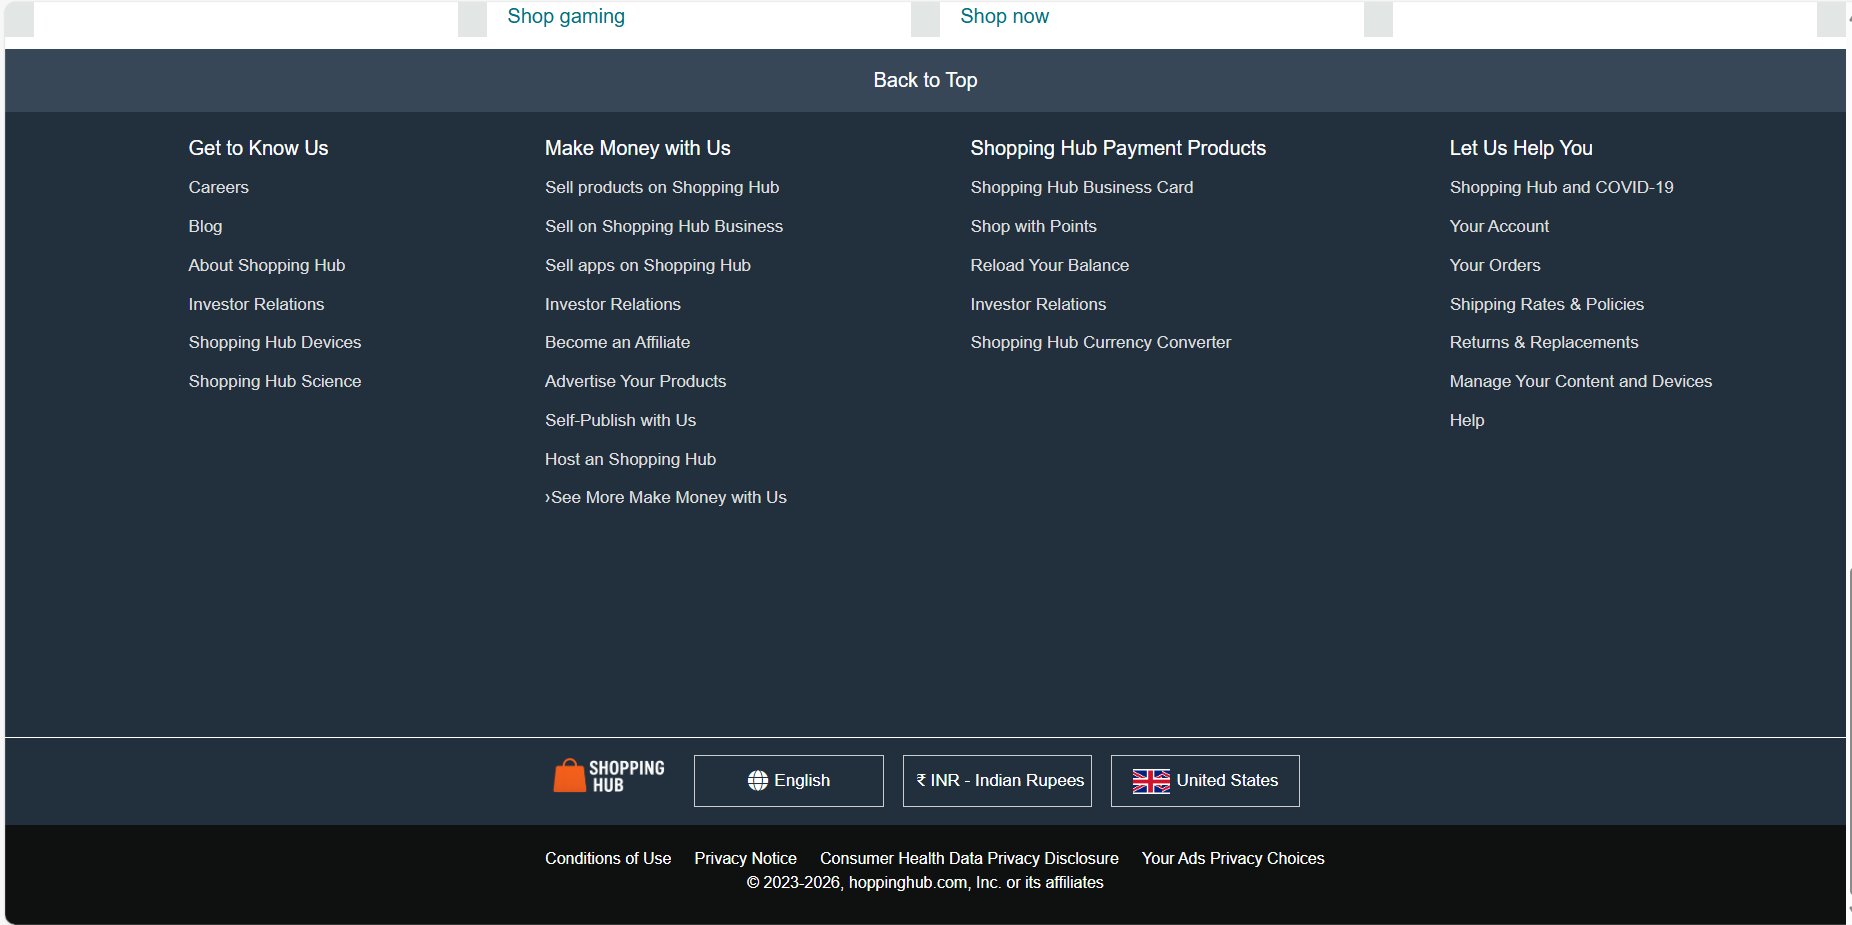 Shop gaming
Shop now
Back to Top
Get to Know Us
Careers
Blog
About Shopping Hub
Investor Relations
Shopping Hub Devices
Shopping Hub Science
Make Money with Us
Sell products on Shopping Hub
Sell on Shopping Hub Business
Sell apps on Shopping Hub
Investor Relations
Become an Affiliate
Advertise Your Products
Self-Publish with Us
Host an Shopping Hub
›See More Make Money with Us
Shopping Hub Payment Products
Shopping Hub Business Card
Shop with Points
Reload Your Balance
Investor Relations
Shopping Hub Currency Converter
Let Us Help You
Shopping Hub and COVID-19
Your Account
Your Orders
Shipping Rates & Policies
Returns & Replacements
Manage Your Content and Devices
Help
SHOPPING
HUB
English
₹ INR - Indian Rupees
United States
Conditions of Use Privacy Notice Consumer Health Data Privacy Disclosure Your Ads Privacy Choices
© 2023-2026, hoppinghub.com, Inc. or its affiliates